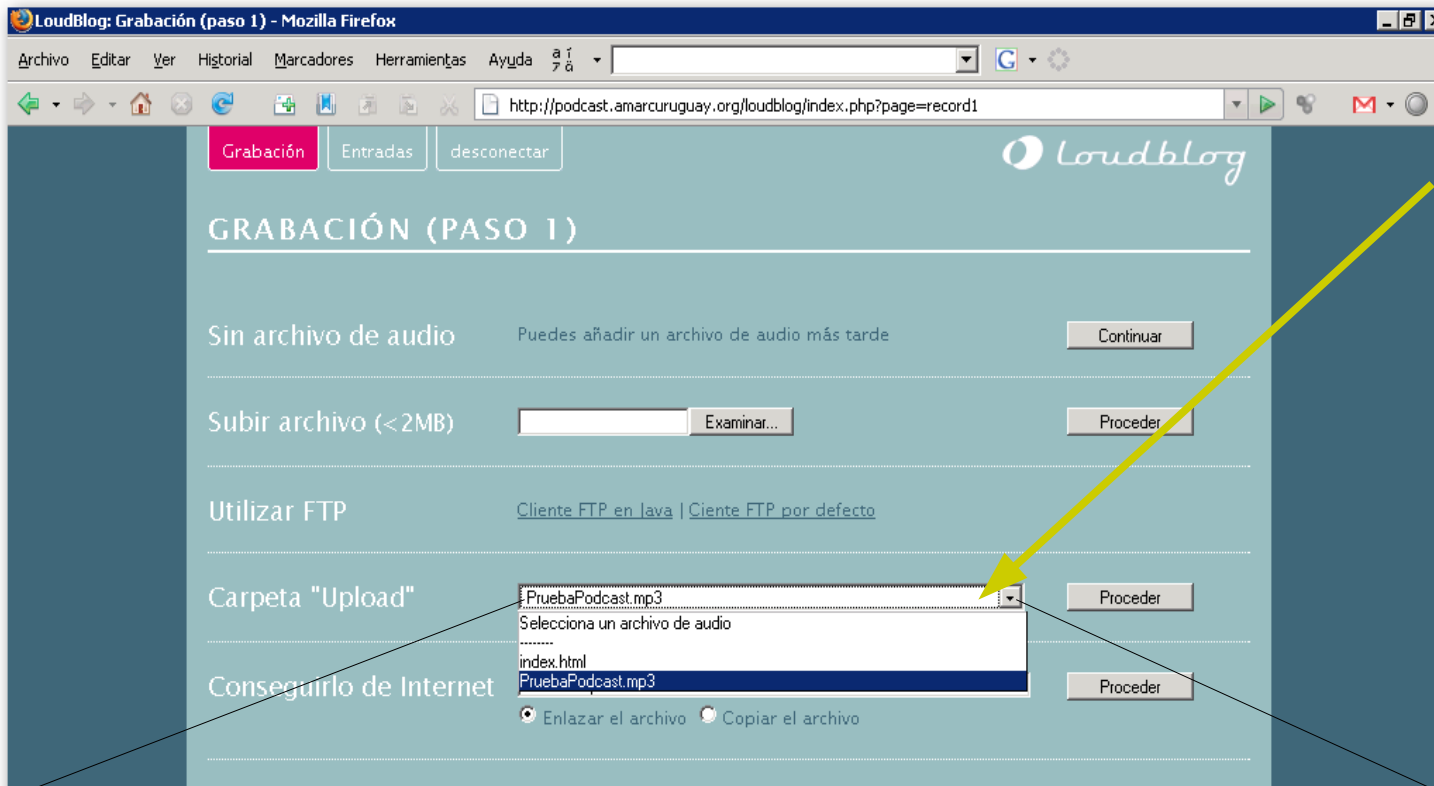 LoudBlog: Grabación (paso 1) - Mozilla Firefox
Archivo Editar Ver Historial Marcadores Herramientas Ayuda
http://podcast.amarcuruguay.org/loudblog/index.php?page=record1
Grabación Entradas desconectar
Loudblog
GRABACIÓN (PASO 1)
Sin archivo de audio Puedes añadir un archivo de audio más tarde Continuar
Subir archivo (<2MB) Examinar... Proceder
Utilizar FTP Cliente FTP en Java | Ciente FTP por defecto
Carpeta "Upload" PruebaPodcast.mp3 Proceder
Selecciona un archivo de audio
--------
index.html
Conseguirlo de Internet PruebaPodcast.mp3 Proceder
Enlazar el archivo Copiar el archivo